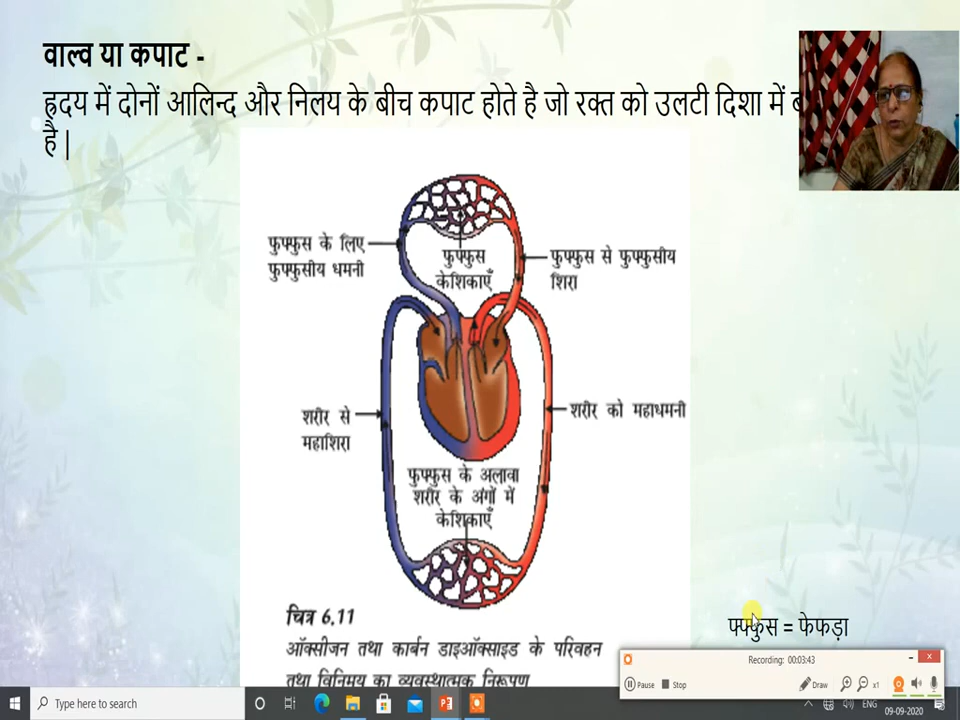 वाल्व या कपाट -
ह्रदय में दोनों आलिन्द और निलय के बीच कपाट होते है जो रक्त को उलटी दिशा में
है |
फुफ्फुस के लिए
फुफ्फुसीय धमनी
फुफ्फुस
केशिकाएँ
फुफ्फुस से फुफ्फुसीय
शिरा
शरीर से
महाशिरा
शरीर को महाधमनी
फुफ्फुस के अलावा
शरीर के अंगों में
केशिकाएँ
चित्र 6.11
ऑक्सीजन तथा कार्बन डाइऑक्साइड के परिवहन
तथा विनिमय का व्यवस्थात्मक निरूपण
= फेफड़ा
Recording: 00:03:43
Pause Stop Draw x1
Type here to search
ENG
09-09-2020